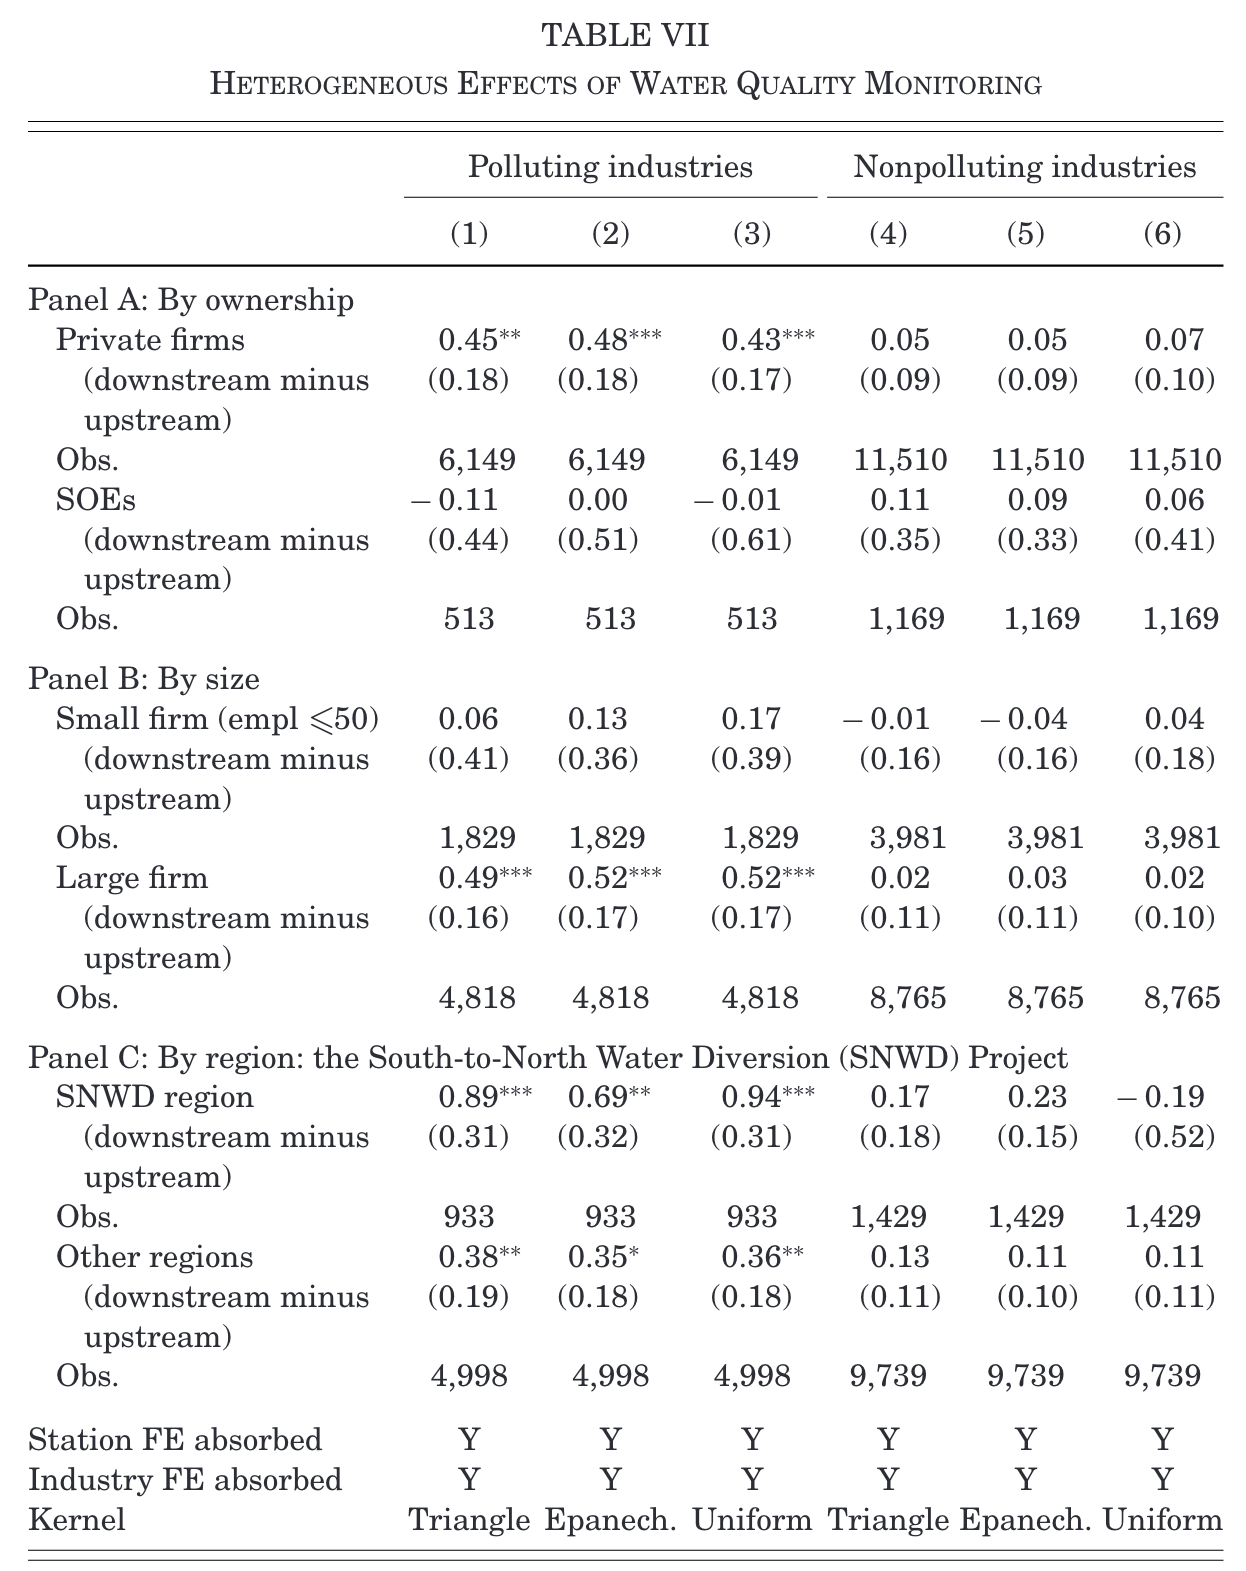 TABLE VII
HETEROGENEOUS EFFECTS OF WATER QUALITY MONITORING
Polluting industries Nonpolluting industries
(1) (2) (3) (4) (5) (6)
Panel A: By ownership
Private firms 0.45** 0.48*** 0.43*** 0.05 0.05 0.07
(downstream minus (0.18) (0.18) (0.17) (0.09) (0.09) (0.10)
upstream)
Obs. 6,149 6,149 6,149 11,510 11,510 11,510
SOEs −0.11 0.00 −0.01 0.11 0.09 0.06
(downstream minus (0.44) (0.51) (0.61) (0.35) (0.33) (0.41)
upstream)
Obs. 513 513 513 1,169 1,169 1,169
Panel B: By size
Small firm (empl ⩽50) 0.06 0.13 0.17 −0.01 −0.04 0.04
(downstream minus (0.41) (0.36) (0.39) (0.16) (0.16) (0.18)
upstream)
Obs. 1,829 1,829 1,829 3,981 3,981 3,981
Large firm 0.49*** 0.52*** 0.52*** 0.02 0.03 0.02
(downstream minus (0.16) (0.17) (0.17) (0.11) (0.11) (0.10)
upstream)
Obs. 4,818 4,818 4,818 8,765 8,765 8,765
Panel C: By region: the South-to-North Water Diversion (SNWD) Project
SNWD region 0.89*** 0.69** 0.94*** 0.17 0.23 −0.19
(downstream minus (0.31) (0.32) (0.31) (0.18) (0.15) (0.52)
upstream)
Obs. 933 933 933 1,429 1,429 1,429
Other regions 0.38** 0.35* 0.36** 0.13 0.11 0.11
(downstream minus (0.19) (0.18) (0.18) (0.11) (0.10) (0.11)
upstream)
Obs. 4,998 4,998 4,998 9,739 9,739 9,739
Station FE absorbed Y Y Y Y Y Y
Industry FE absorbed Y Y Y Y Y Y
Kernel Triangle Epanech. Uniform Triangle Epanech. Uniform